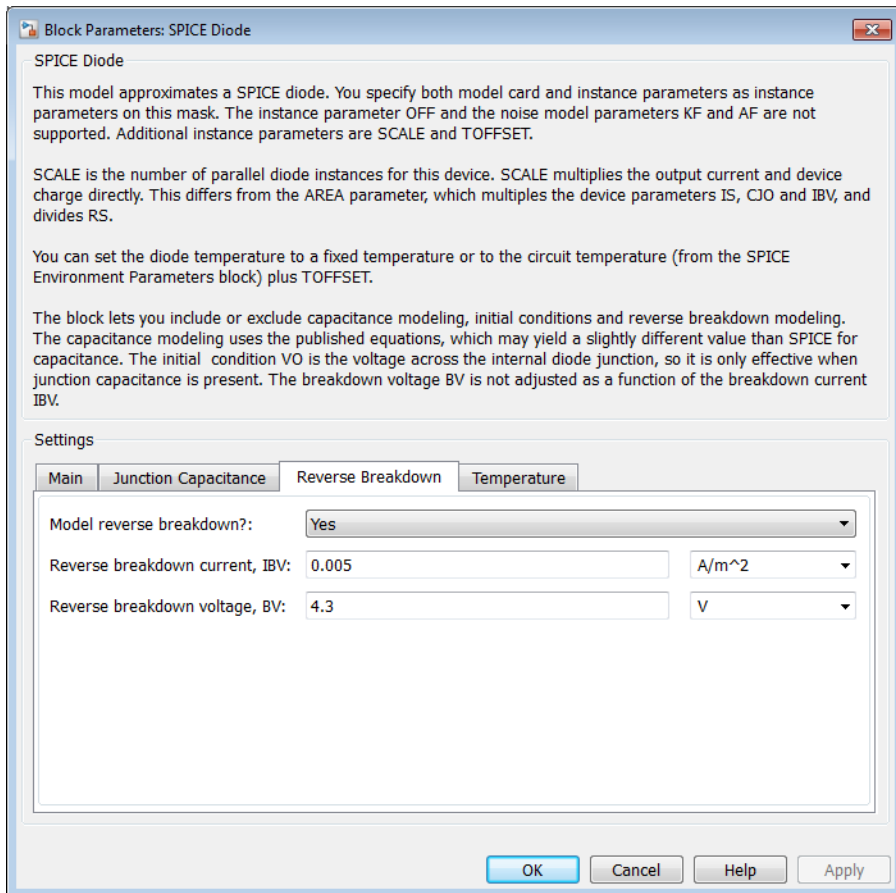 Block Parameters: SPICE Diode
SPICE Diode
This model approximates a SPICE diode. You specify both model card and instance parameters as instance
parameters on this mask. The instance parameter OFF and the noise model parameters KF and AF are not
supported. Additional instance parameters are SCALE and TOFFSET.
SCALE is the number of parallel diode instances for this device. SCALE multiplies the output current and device
charge directly. This differs from the AREA parameter, which multiples the device parameters IS, CJO and IBV, and
divides RS.
You can set the diode temperature to a fixed temperature or to the circuit temperature (from the SPICE
Environment Parameters block) plus TOFFSET.
The block lets you include or exclude capacitance modeling, initial conditions and reverse breakdown modeling.
The capacitance modeling uses the published equations, which may yield a slightly different value than SPICE for
capacitance. The initial  condition VO is the voltage across the internal diode junction, so it is only effective when
junction capacitance is present. The breakdown voltage BV is not adjusted as a function of the breakdown current
IBV.
Settings
Main Junction Capacitance Reverse Breakdown Temperature
Model reverse breakdown?: Yes
Reverse breakdown current, IBV: 0.005 A/m^2
Reverse breakdown voltage, BV: 4.3 V
OK Cancel Help Apply